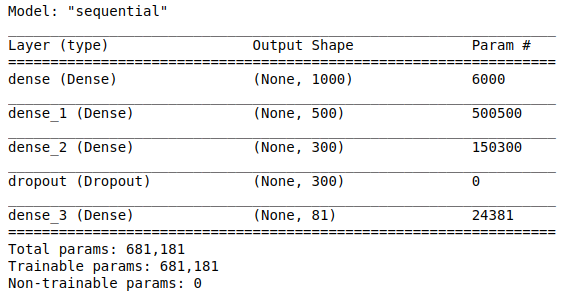 Model: "sequential"
_________________________________________________________________
Layer (type)                 Output Shape              Param #
=================================================================
dense (Dense)                (None, 1000)              6000
_________________________________________________________________
dense_1 (Dense)              (None, 500)               500500
_________________________________________________________________
dense_2 (Dense)              (None, 300)               150300
_________________________________________________________________
dropout (Dropout)            (None, 300)               0
_________________________________________________________________
dense_3 (Dense)              (None, 81)                24381
=================================================================
Total params: 681,181
Trainable params: 681,181
Non-trainable params: 0